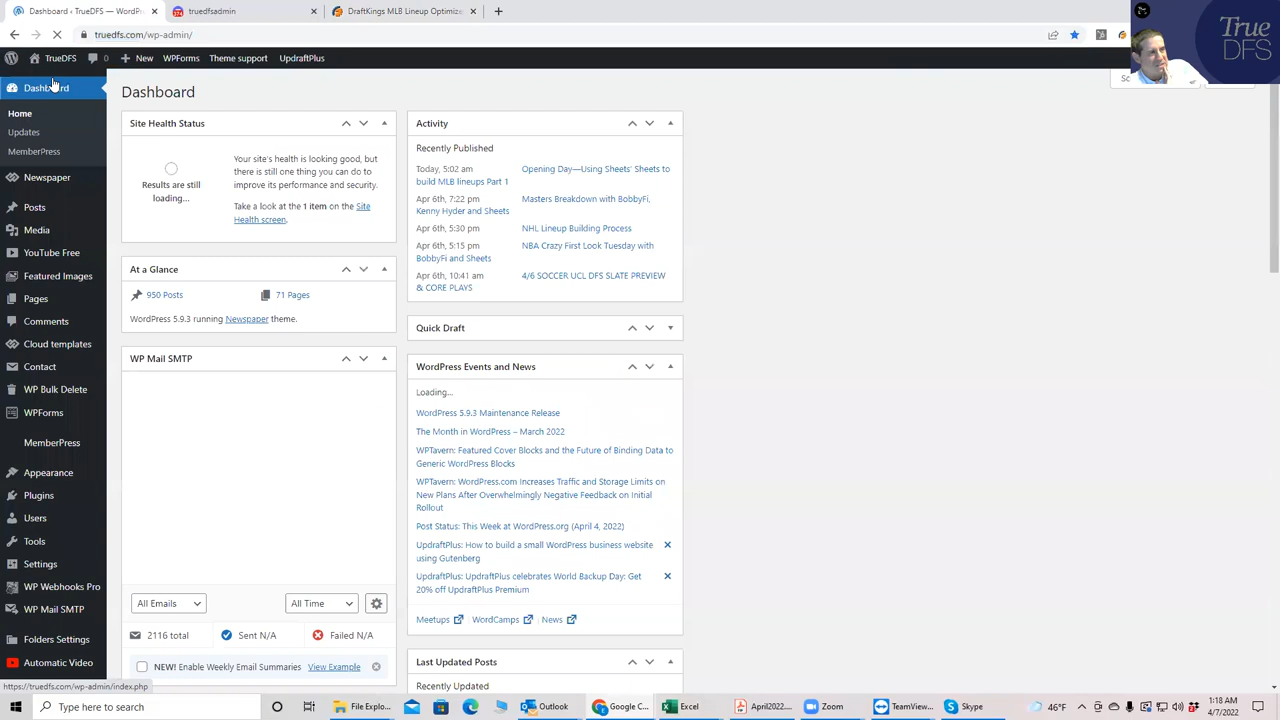 Dashboard ‹ TrueDFS — WordPr
truedfsadmin
DraftKings MLB Lineup Optimize
truedfs.com/wp-admin/
True
DFS
TrueDFS
0
New
WPForms
Theme support
UpdraftPlus
Dashboard
Home
Updates
MemberPress
Newspaper
Posts
Media
YouTube Free
Featured Images
Pages
Comments
Cloud templates
Contact
WP Bulk Delete
WPForms
MemberPress
Appearance
Plugins
Users
Tools
Settings
WP Webhooks Pro
WP Mail SMTP
Folders Settings
Automatic Video
https://truedfs.com/wp-admin/index.php
Dashboard
Site Health Status
Results are still
loading...
Your site's health is looking good, but
there is still one thing you can do to
improve its performance and security.
Take a look at the 1 item on the Site
Health screen.
At a Glance
950 Posts
71 Pages
WordPress 5.9.3 running Newspaper theme.
WP Mail SMTP
All Emails
All Time
2116 total
Sent N/A
Failed N/A
NEW! Enable Weekly Email Summaries
View Example
Activity
Recently Published
Today, 5:02 am Opening Day—Using Sheets' Sheets to
build MLB lineups Part 1
Apr 6th, 7:22 pm Masters Breakdown with BobbyFi,
Kenny Hyder and Sheets
Apr 6th, 5:30 pm NHL Lineup Building Process
Apr 6th, 5:15 pm NBA Crazy First Look Tuesday with
BobbyFi and Sheets
Apr 6th, 10:41 am 4/6 SOCCER UCL DFS SLATE PREVIEW
& CORE PLAYS
Quick Draft
WordPress Events and News
Loading...
WordPress 5.9.3 Maintenance Release
The Month in WordPress – March 2022
WPTavern: Featured Cover Blocks and the Future of Binding Data to
Generic WordPress Blocks
WPTavern: WordPress.com Increases Traffic and Storage Limits on
New Plans After Overwhelmingly Negative Feedback on Initial
Rollout
Post Status: This Week at WordPress.org (April 4, 2022)
UpdraftPlus: How to build a small WordPress business website
using Gutenberg
UpdraftPlus: UpdraftPlus celebrates World Backup Day: Get
20% off UpdraftPlus Premium
Meetups
WordCamps
News
Last Updated Posts
Recently Updated
Type here to search
File Explo...
Outlook
Google C...
Excel
April2022...
Zoom
TeamView...
Skype
46°F
1:18 AM
4/7/2022